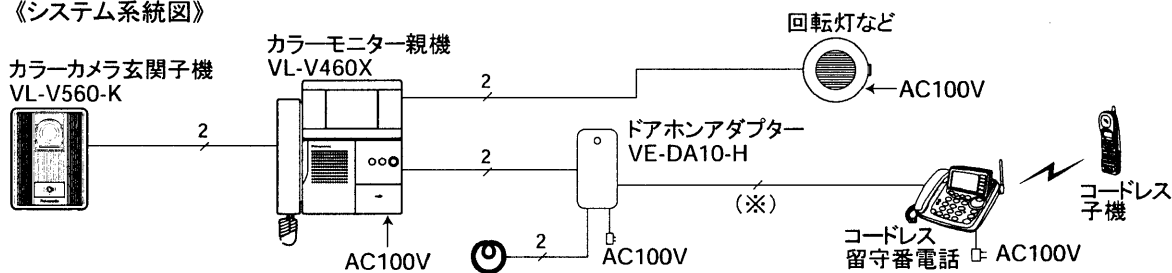 《システム系統図》
カラーカメラ玄関子機
VL-V560-K
2
カラーモニター親機
VL-V460X
AC100V
2
2
回転灯など
AC100V
ドアホンアダプター
VE-DA10-H
2
AC100V
(※)
コードレス
留守番電話
AC100V
コードレス
子機